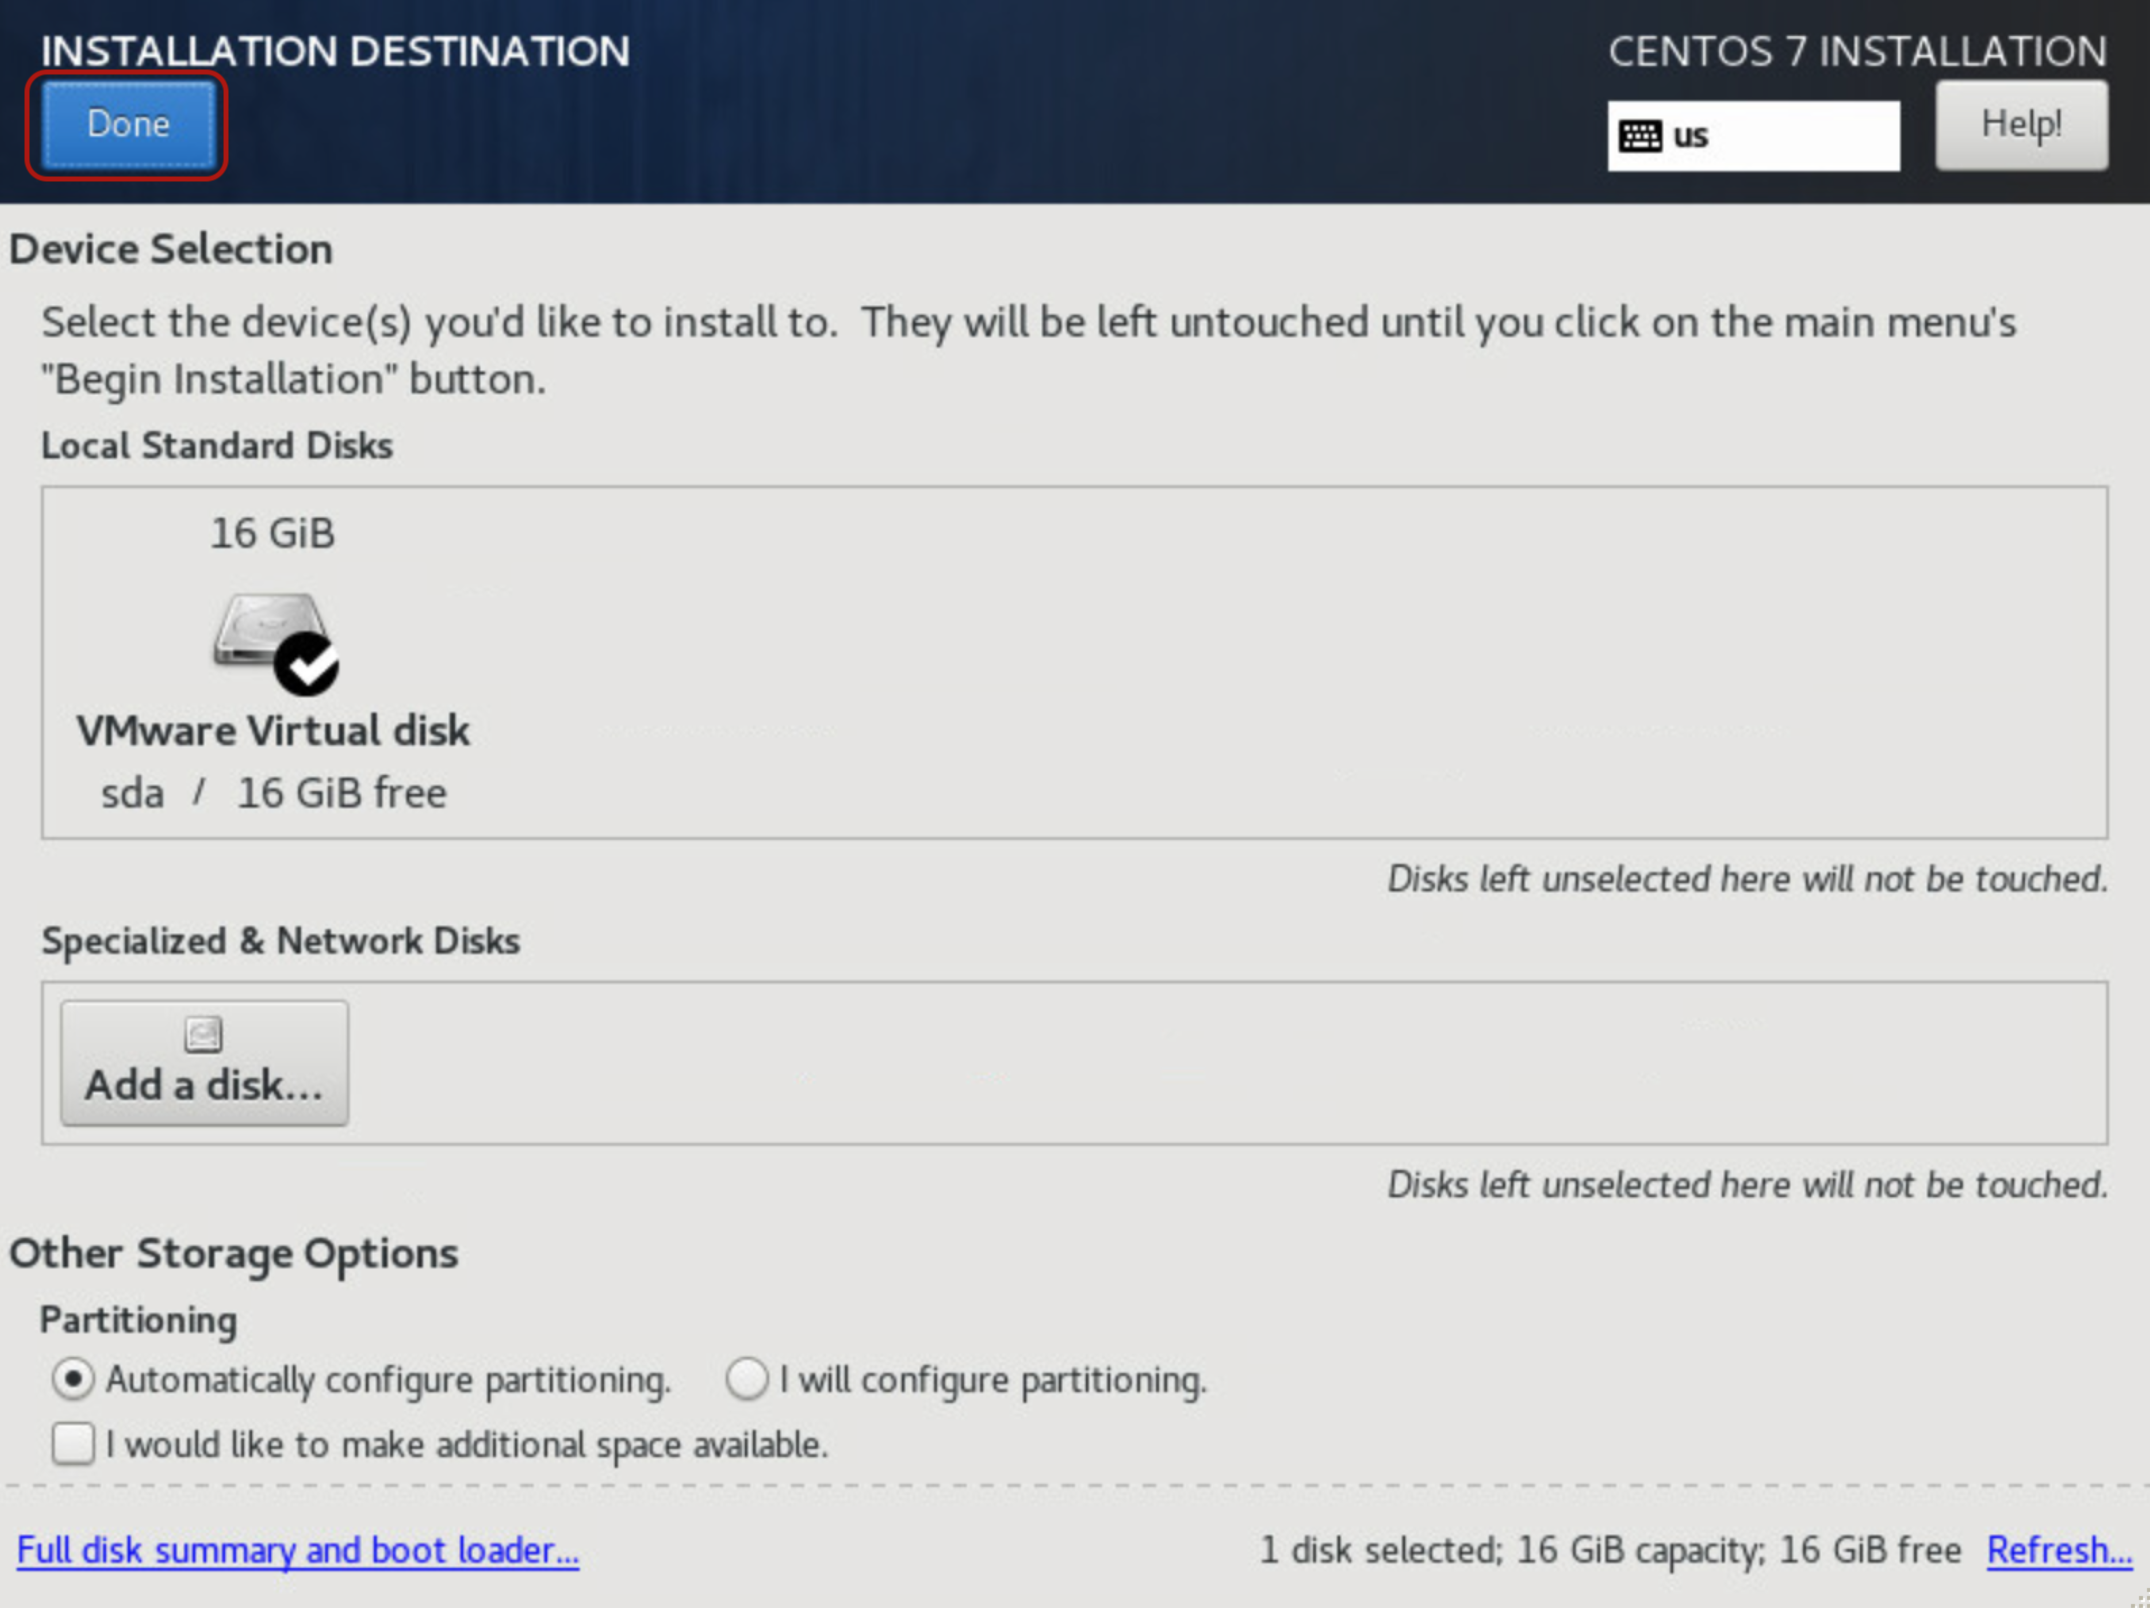 INSTALLATION DESTINATION
CENTOS 7 INSTALLATION
Done
us
Help!
Device Selection
Select the device(s) you'd like to install to.  They will be left untouched until you click on the main menu's
"Begin Installation" button.
Local Standard Disks
16 GiB
VMware Virtual disk
sda / 16 GiB free
Disks left unselected here will not be touched.
Specialized & Network Disks
Add a disk...
Disks left unselected here will not be touched.
Other Storage Options
Partitioning
Automatically configure partitioning. I will configure partitioning.
I would like to make additional space available.
Full disk summary and boot loader...
1 disk selected; 16 GiB capacity; 16 GiB free Refresh...